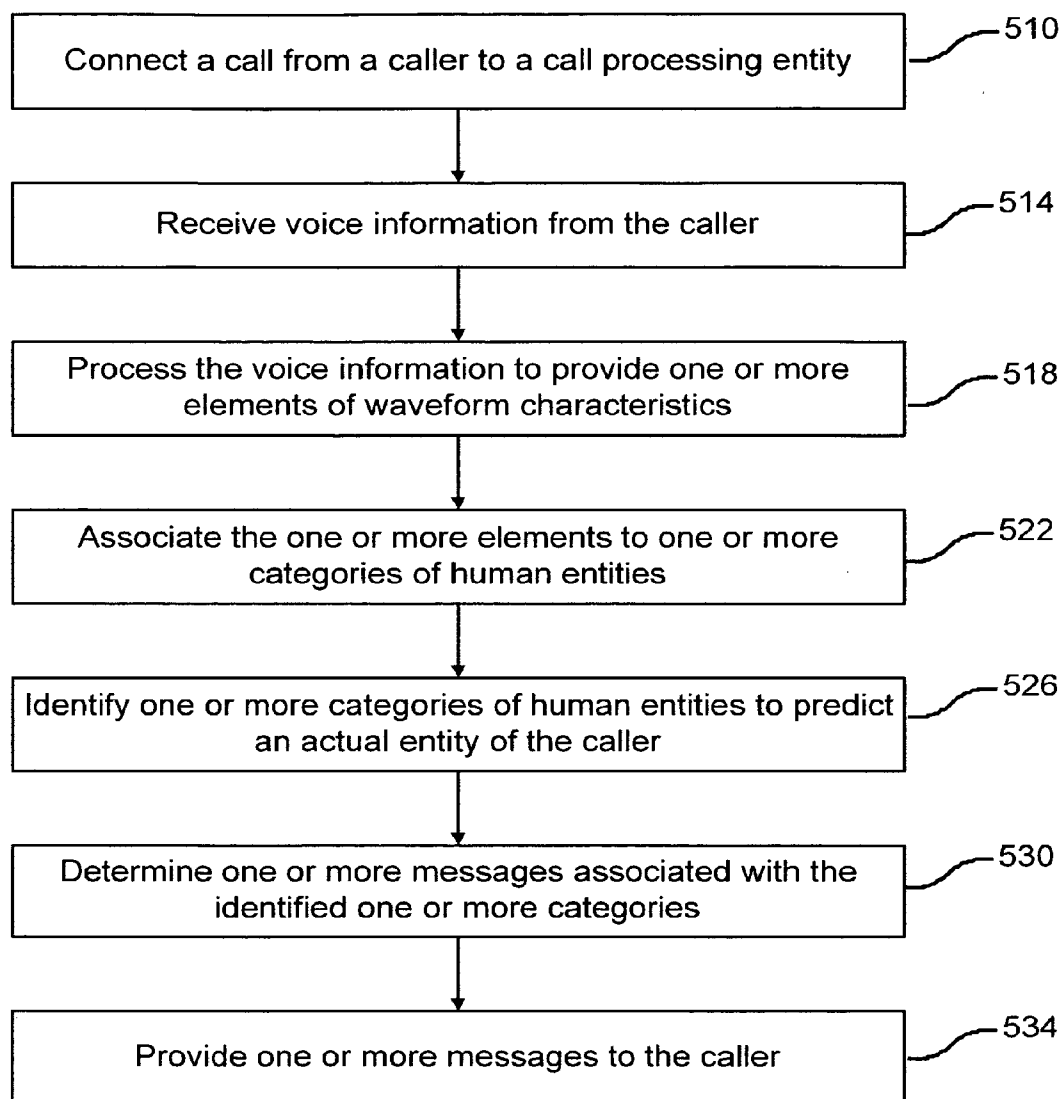 510
Connect a call from a caller to a call processing entity
514
Receive voice information from the caller
518
Process the voice information to provide one or more
elements of waveform characteristics
522
Associate the one or more elements to one or more
categories of human entities
526
Identify one or more categories of human entities to predict
an actual entity of the caller
530
Determine one or more messages associated with the
identified one or more categories
534
Provide one or more messages to the caller